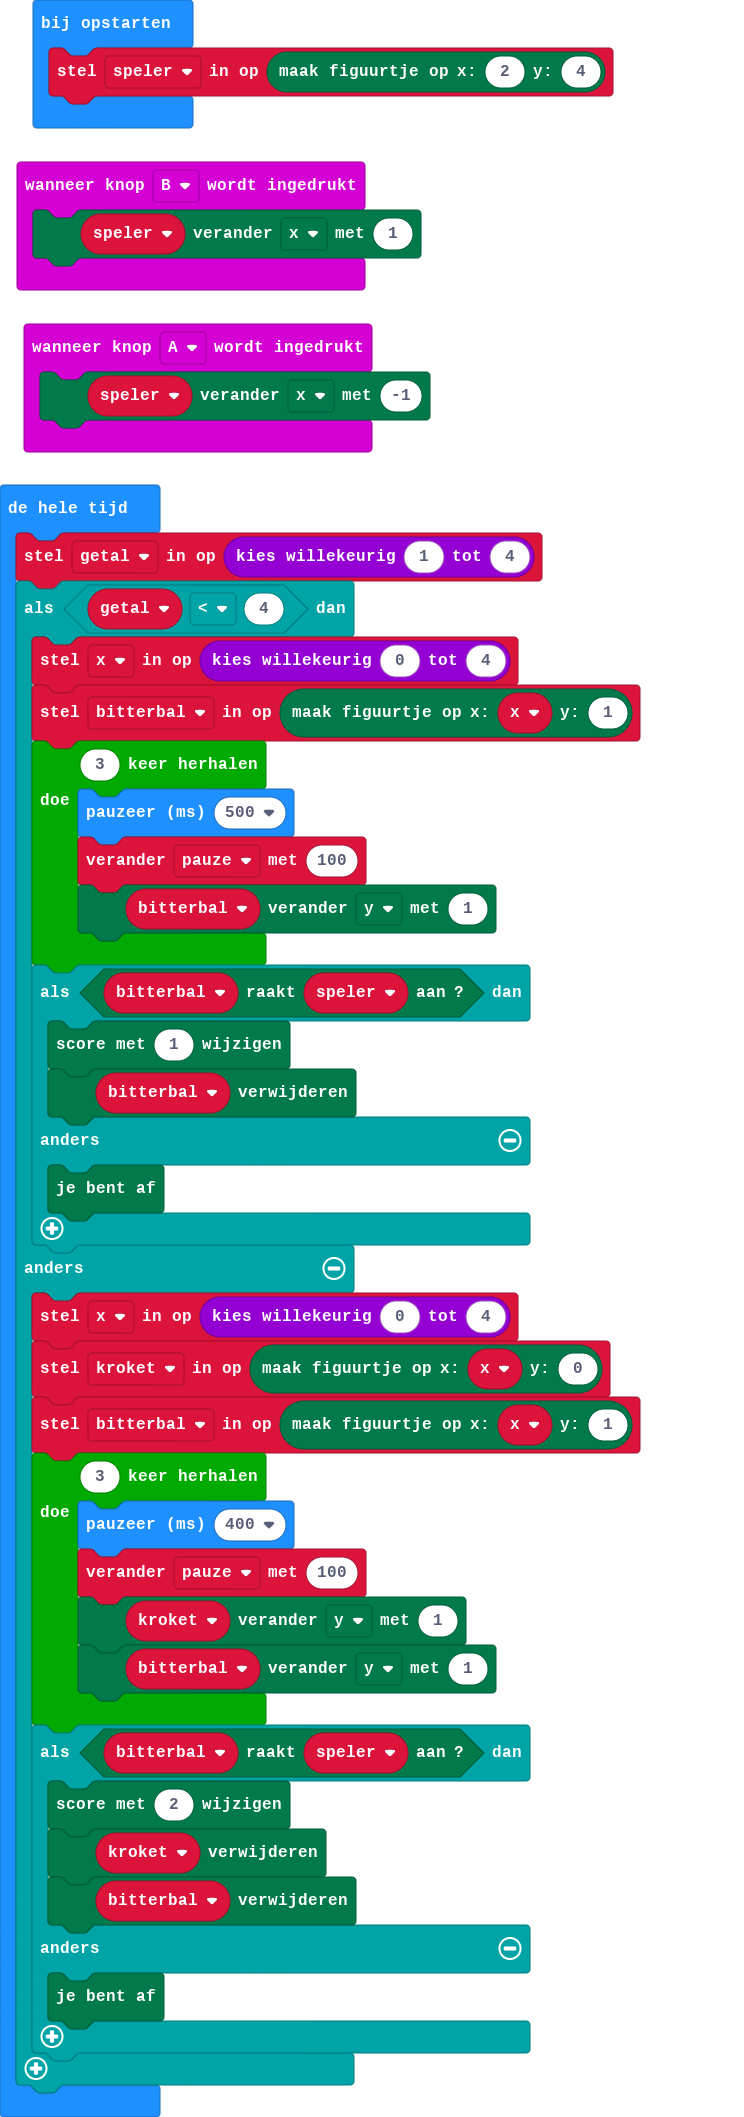 bij opstarten
stel speler in op maak figuurtje op x: 2 y: 4
wanneer knop B wordt ingedrukt
speler verander x met 1
wanneer knop A wordt ingedrukt
speler verander x met -1
de hele tijd
stel getal in op kies willekeurig 1 tot 4
als getal < 4 dan
stel x in op kies willekeurig 0 tot 4
stel bitterbal in op maak figuurtje op x: x y: 1
3 keer herhalen
doe
pauzeer (ms) 500
verander pauze met 100
bitterbal verander y met 1
als bitterbal raakt speler aan ? dan
score met 1 wijzigen
bitterbal verwijderen
anders
je bent af
anders
stel x in op kies willekeurig 0 tot 4
stel kroket in op maak figuurtje op x: x y: 0
stel bitterbal in op maak figuurtje op x: x y: 1
3 keer herhalen
doe
pauzeer (ms) 400
verander pauze met 100
kroket verander y met 1
bitterbal verander y met 1
als bitterbal raakt speler aan ? dan
score met 2 wijzigen
kroket verwijderen
bitterbal verwijderen
anders
je bent af